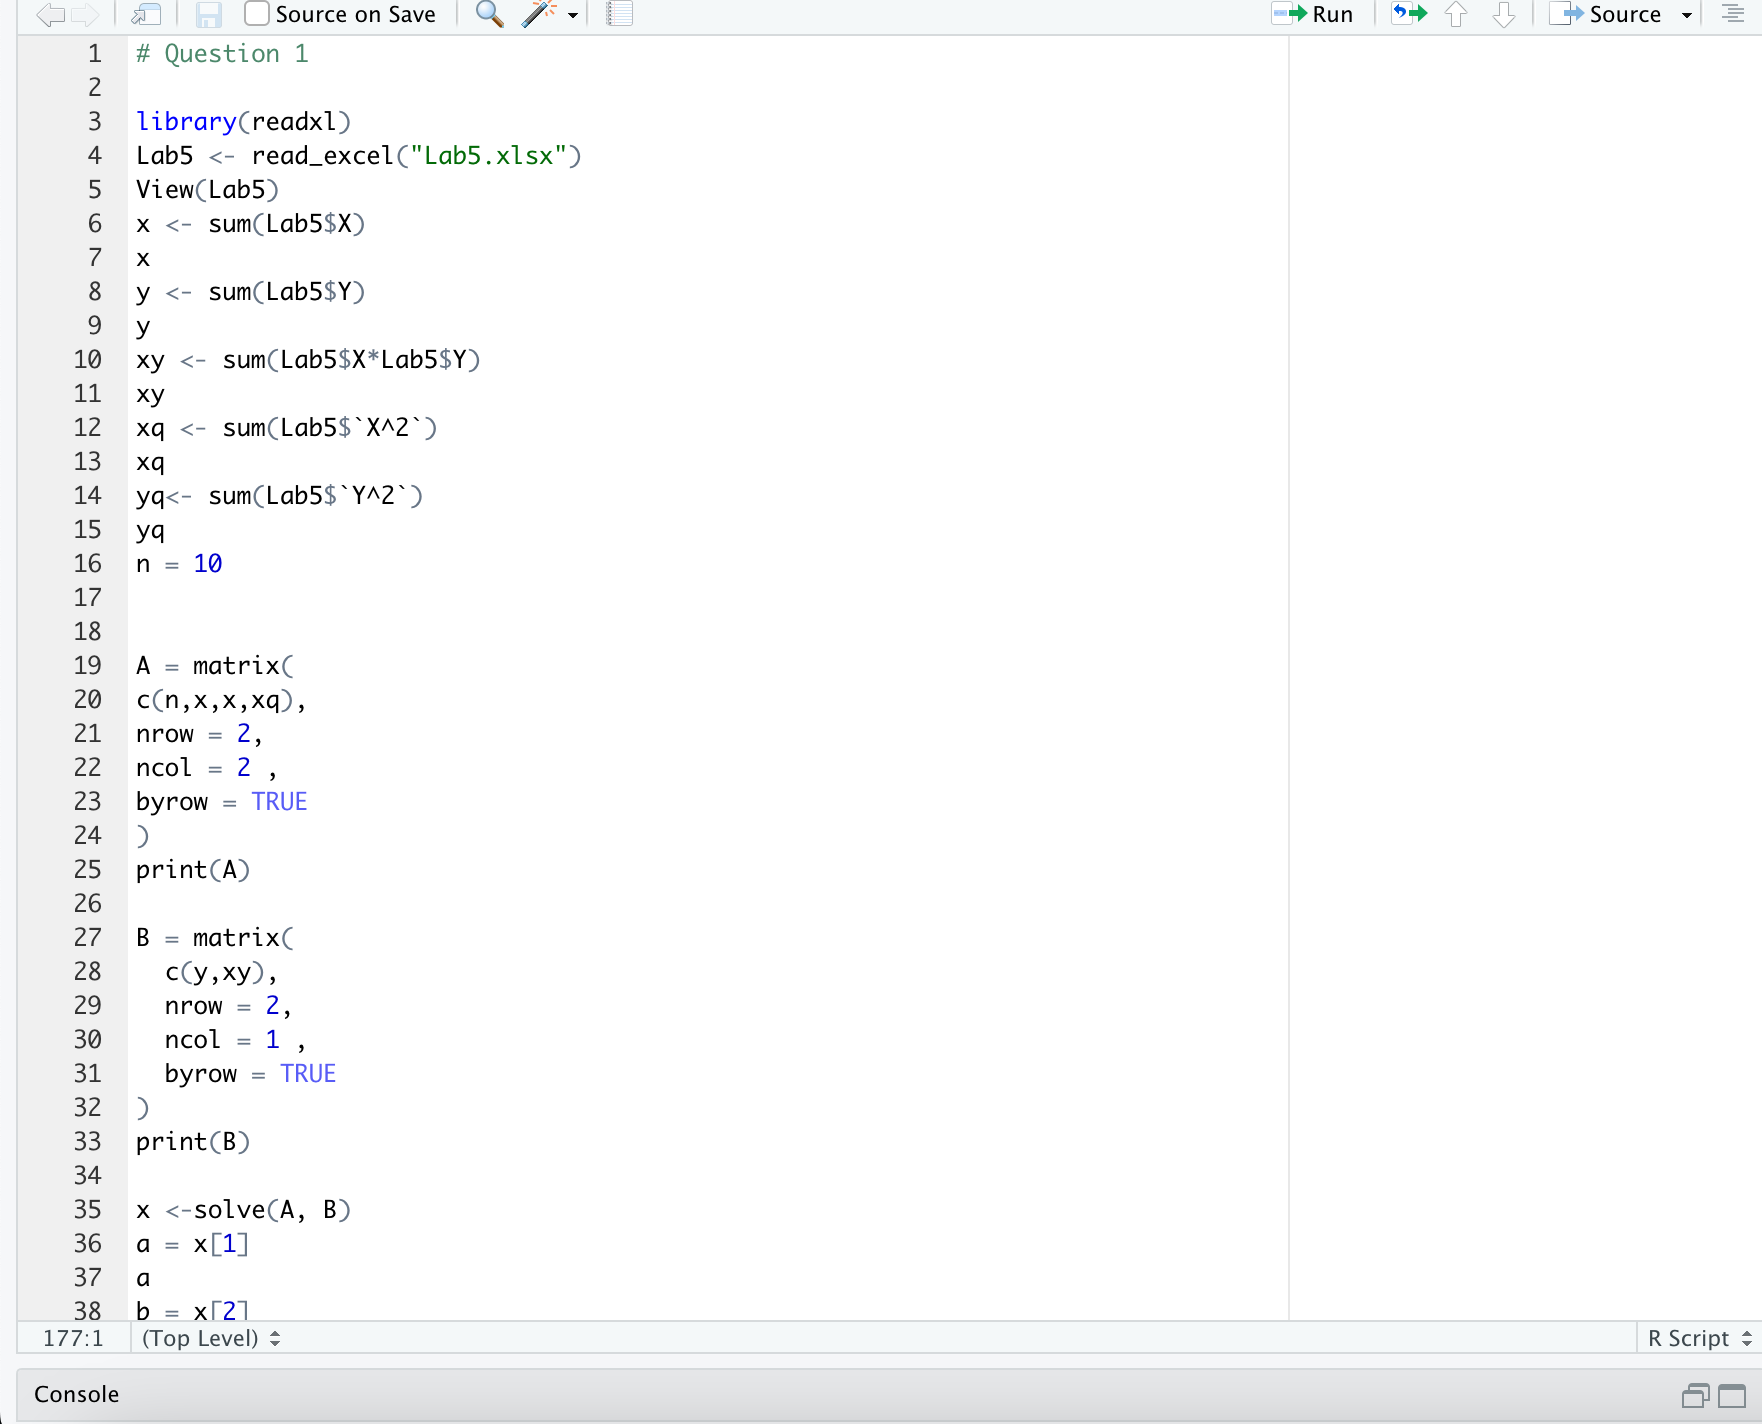 Source on Save Run Source
1 # Question 1
2
3 library(readxl)
4 Lab5 <- read_excel("Lab5.xlsx")
5 View(Lab5)
6 x <- sum(Lab5$X)
7 x
8 y <- sum(Lab5$Y)
9 y
10 xy <- sum(Lab5$X*Lab5$Y)
11 xy
12 xq <- sum(Lab5$`X^2`)
13 xq
14 yq<- sum(Lab5$`Y^2`)
15 yq
16 n = 10
17
18
19 A = matrix(
20 c(n,x,x,xq),
21 nrow = 2,
22 ncol = 2 ,
23 byrow = TRUE
24 )
25 print(A)
26
27 B = matrix(
28   c(y,xy),
29   nrow = 2,
30   ncol = 1 ,
31   byrow = TRUE
32 )
33 print(B)
34
35 x <-solve(A, B)
36 a = x[1]
37 a
38 b = x[2]
177:1 (Top Level) R Script
Console